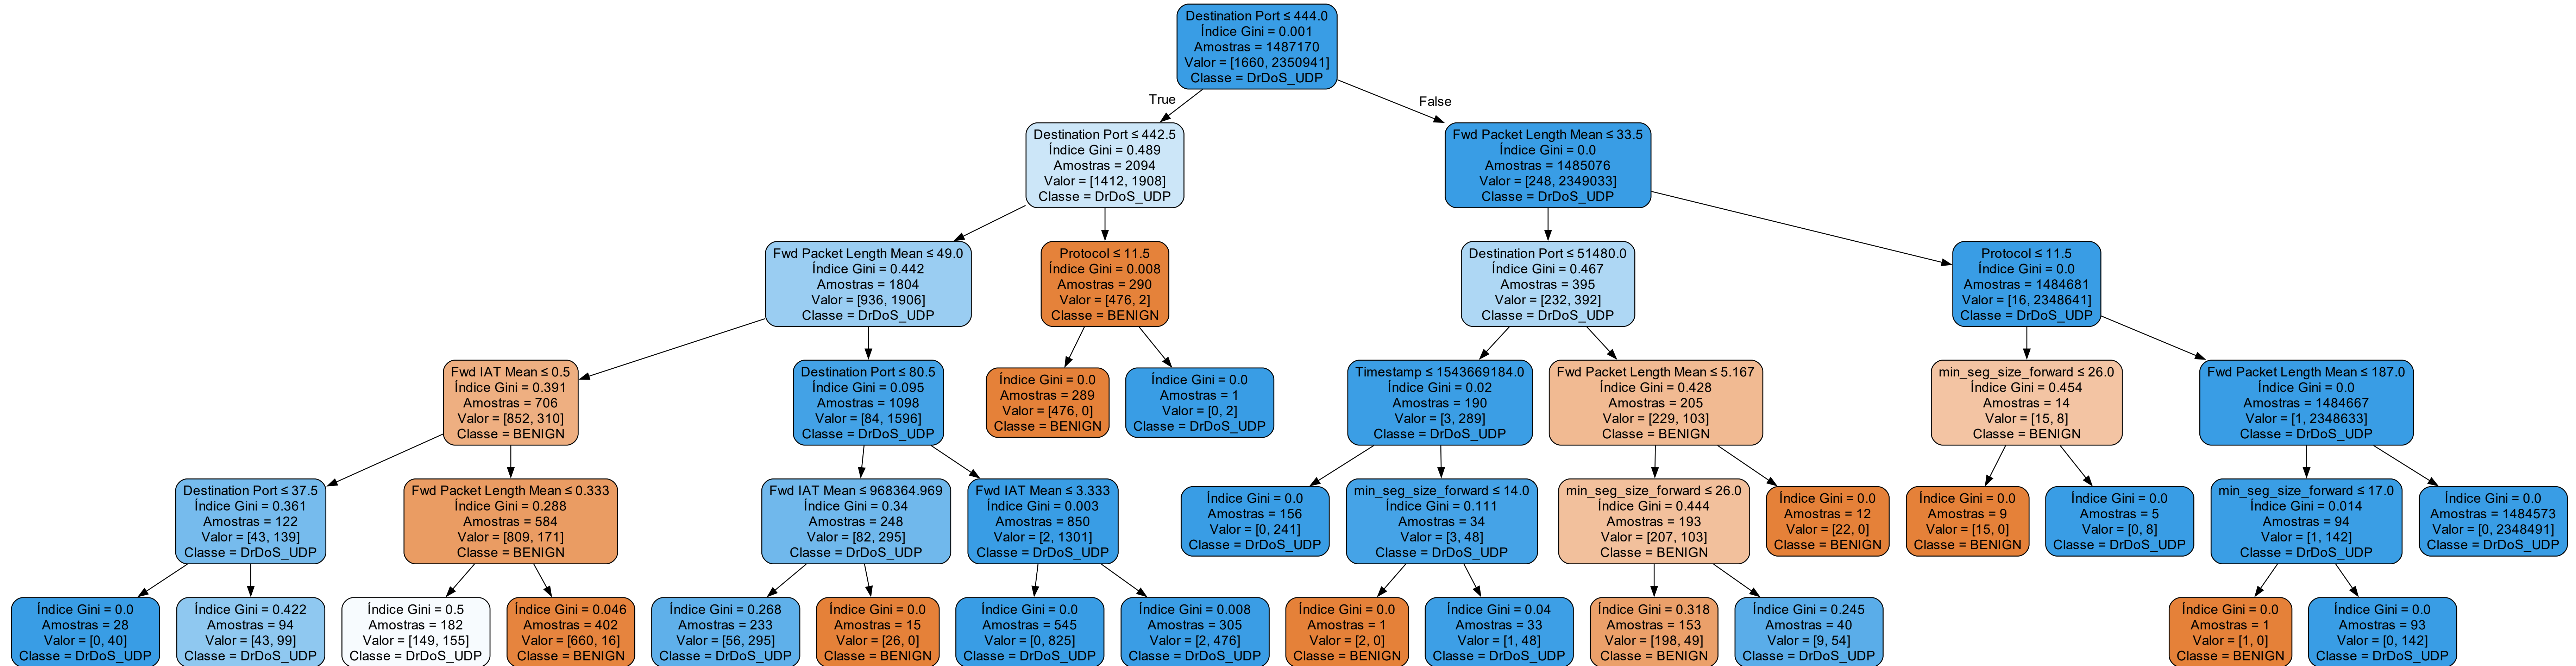 Destination Port ≤ 444.0
Índice Gini = 0.001
Amostras = 1487170
Valor = [1660, 2350941]
Classe = DrDoS_UDP
True
False
Destination Port ≤ 442.5
Índice Gini = 0.489
Amostras = 2094
Valor = [1412, 1908]
Classe = DrDoS_UDP
Fwd Packet Length Mean ≤ 33.5
Índice Gini = 0.0
Amostras = 1485076
Valor = [248, 2349033]
Classe = DrDoS_UDP
Fwd Packet Length Mean ≤ 49.0
Índice Gini = 0.442
Amostras = 1804
Valor = [936, 1906]
Classe = DrDoS_UDP
Protocol ≤ 11.5
Índice Gini = 0.008
Amostras = 290
Valor = [476, 2]
Classe = BENIGN
Destination Port ≤ 51480.0
Índice Gini = 0.467
Amostras = 395
Valor = [232, 392]
Classe = DrDoS_UDP
Protocol ≤ 11.5
Índice Gini = 0.0
Amostras = 1484681
Valor = [16, 2348641]
Classe = DrDoS_UDP
Fwd IAT Mean ≤ 0.5
Índice Gini = 0.391
Amostras = 706
Valor = [852, 310]
Classe = BENIGN
Destination Port ≤ 80.5
Índice Gini = 0.095
Amostras = 1098
Valor = [84, 1596]
Classe = DrDoS_UDP
Índice Gini = 0.0
Amostras = 289
Valor = [476, 0]
Classe = BENIGN
Índice Gini = 0.0
Amostras = 1
Valor = [0, 2]
Classe = DrDoS_UDP
Timestamp ≤ 1543669184.0
Índice Gini = 0.02
Amostras = 190
Valor = [3, 289]
Classe = DrDoS_UDP
Fwd Packet Length Mean ≤ 5.167
Índice Gini = 0.428
Amostras = 205
Valor = [229, 103]
Classe = BENIGN
min_seg_size_forward ≤ 26.0
Índice Gini = 0.454
Amostras = 14
Valor = [15, 8]
Classe = BENIGN
Fwd Packet Length Mean ≤ 187.0
Índice Gini = 0.0
Amostras = 1484667
Valor = [1, 2348633]
Classe = DrDoS_UDP
Destination Port ≤ 37.5
Índice Gini = 0.361
Amostras = 122
Valor = [43, 139]
Classe = DrDoS_UDP
Fwd Packet Length Mean ≤ 0.333
Índice Gini = 0.288
Amostras = 584
Valor = [809, 171]
Classe = BENIGN
Fwd IAT Mean ≤ 968364.969
Índice Gini = 0.34
Amostras = 248
Valor = [82, 295]
Classe = DrDoS_UDP
Fwd IAT Mean ≤ 3.333
Índice Gini = 0.003
Amostras = 850
Valor = [2, 1301]
Classe = DrDoS_UDP
Índice Gini = 0.0
Amostras = 156
Valor = [0, 241]
Classe = DrDoS_UDP
min_seg_size_forward ≤ 14.0
Índice Gini = 0.111
Amostras = 34
Valor = [3, 48]
Classe = DrDoS_UDP
min_seg_size_forward ≤ 26.0
Índice Gini = 0.444
Amostras = 193
Valor = [207, 103]
Classe = BENIGN
Índice Gini = 0.0
Amostras = 12
Valor = [22, 0]
Classe = BENIGN
Índice Gini = 0.0
Amostras = 9
Valor = [15, 0]
Classe = BENIGN
Índice Gini = 0.0
Amostras = 5
Valor = [0, 8]
Classe = DrDoS_UDP
min_seg_size_forward ≤ 17.0
Índice Gini = 0.014
Amostras = 94
Valor = [1, 142]
Classe = DrDoS_UDP
Índice Gini = 0.0
Amostras = 1484573
Valor = [0, 2348491]
Classe = DrDoS_UDP
Índice Gini = 0.0
Amostras = 28
Valor = [0, 40]
Classe = DrDoS_UDP
Índice Gini = 0.422
Amostras = 94
Valor = [43, 99]
Classe = DrDoS_UDP
Índice Gini = 0.5
Amostras = 182
Valor = [149, 155]
Classe = DrDoS_UDP
Índice Gini = 0.046
Amostras = 402
Valor = [660, 16]
Classe = BENIGN
Índice Gini = 0.268
Amostras = 233
Valor = [56, 295]
Classe = DrDoS_UDP
Índice Gini = 0.0
Amostras = 15
Valor = [26, 0]
Classe = BENIGN
Índice Gini = 0.0
Amostras = 545
Valor = [0, 825]
Classe = DrDoS_UDP
Índice Gini = 0.008
Amostras = 305
Valor = [2, 476]
Classe = DrDoS_UDP
Índice Gini = 0.0
Amostras = 1
Valor = [2, 0]
Classe = BENIGN
Índice Gini = 0.04
Amostras = 33
Valor = [1, 48]
Classe = DrDoS_UDP
Índice Gini = 0.318
Amostras = 153
Valor = [198, 49]
Classe = BENIGN
Índice Gini = 0.245
Amostras = 40
Valor = [9, 54]
Classe = DrDoS_UDP
Índice Gini = 0.0
Amostras = 1
Valor = [1, 0]
Classe = BENIGN
Índice Gini = 0.0
Amostras = 93
Valor = [0, 142]
Classe = DrDoS_UDP